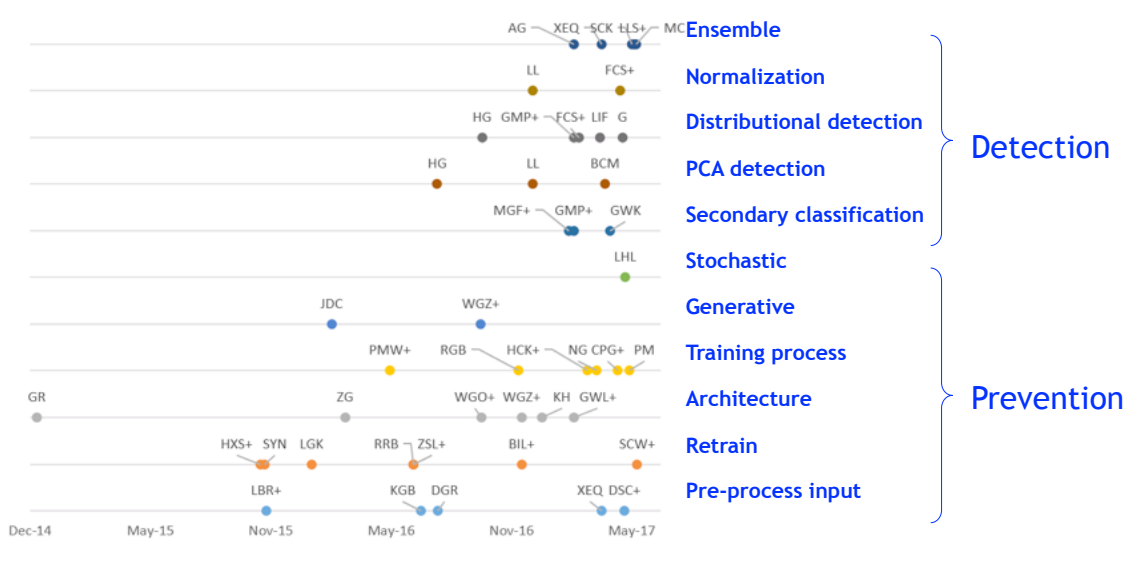 AG XEQ SCK LLS+ MC Ensemble
LL FCS+ Normalization
HG GMP+ FCS+ LIF G Distributional detection
HG LL BCM PCA detection
Detection
MGF+ GMP+ GWK Secondary classification
LHL Stochastic
JDC WGZ+ Generative
PMW+ RGB HCK+ NG CPG+ PM Training process
GR ZG WGO+ WGZ+ KH GWL+ Architecture
Prevention
HXS+ SYN LGK RRB ZSL+ BIL+ SCW+ Retrain
LBR+ KGB DGR XEQ DSC+ Pre-process input
Dec-14 May-15 Nov-15 May-16 Nov-16 May-17